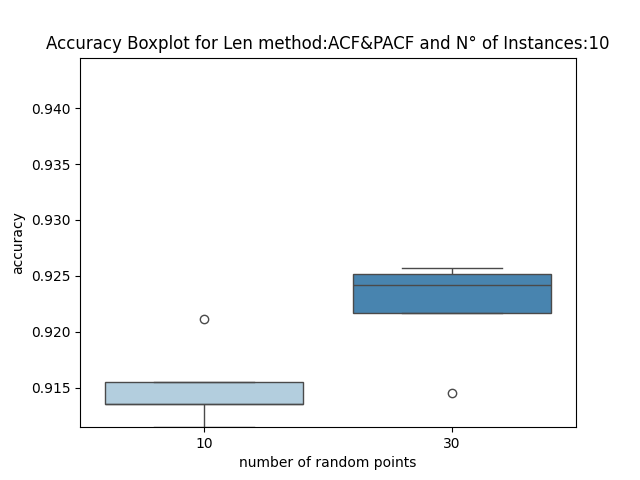 Accuracy Boxplot for Len method:ACF&PACF and N° of Instances:10
0.940
0.935
0.930
0.925
0.920
0.915
accuracy
10
30
number of random points